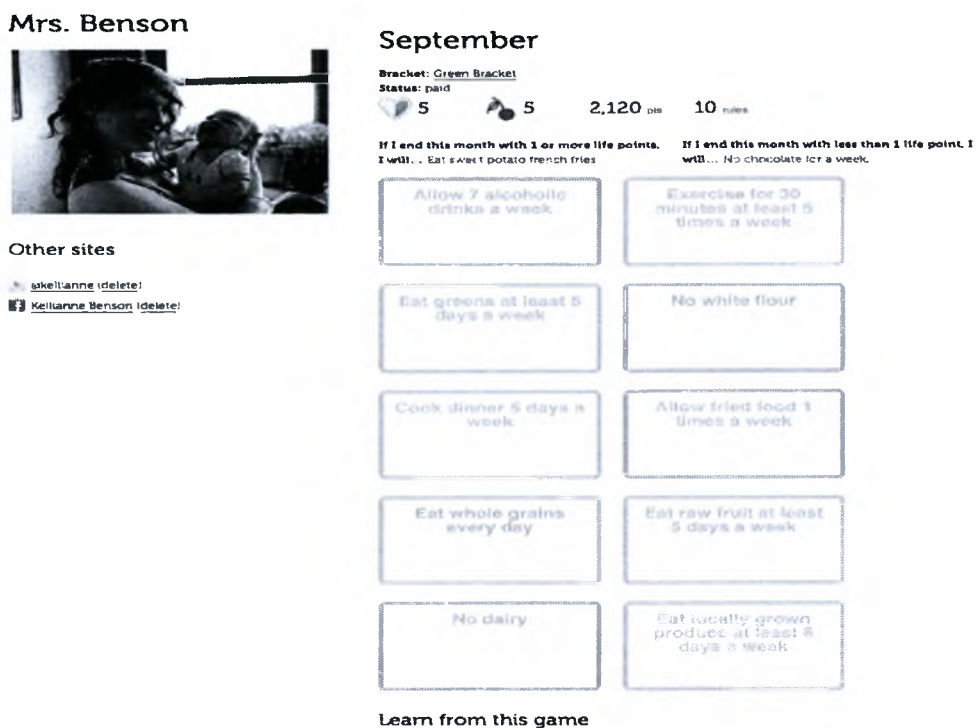 Mrs. Benson
Other sites
@kellianne (delete)
Kellianne Benson (delete)
September
Bracket: Green Bracket
Status: paid
5 5 2,120 pts 10 rules
If I end this month with 1 or more life points,
I will... Eat sweet potato french fries
If I end this month with less than 1 life point, I
will... No chocolate for a week.
Allow 7 alcoholic
drinks a week
Exercise for 30
minutes at least 5
times a week
Eat greens at least 5
days a week
No white flour
Cook dinner 5 days a
week
Allow fried food 1
times a week
Eat whole grains
every day
Eat raw fruit at least
5 days a week
No dairy
Eat locally grown
produce at least
days a week
Learn from this game